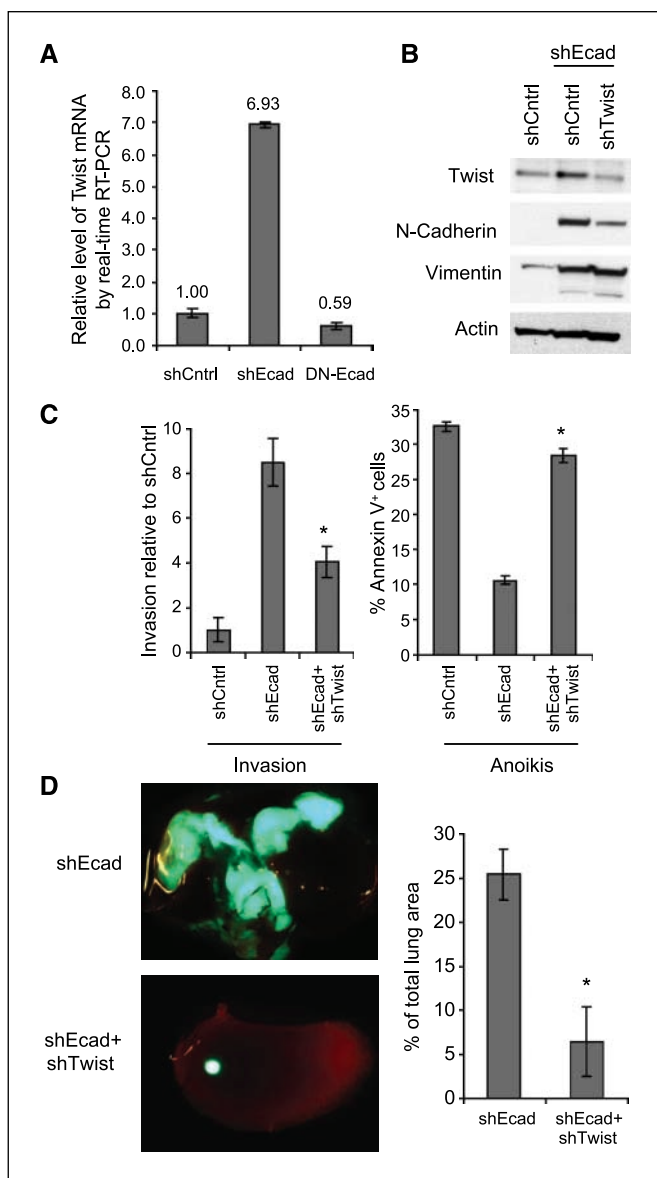 A
Relative level of Twist mRNA
by real-time RT-PCR
8.0
7.0
6.0
5.0
4.0
3.0
2.0
1.0
0.0
1.00
6.93
0.59
shCntrl
shEcad
DN-Ecad
B
shEcad
shCntrl
shCntrl
shTwist
Twist
N-Cadherin
Vimentin
Actin
C
Invasion relative to shCntrl
10
8
6
4
2
0
*
shCntrl
shEcad
shEcad+
shTwist
Invasion
% Annexin V+ cells
35
30
25
20
15
10
5
0
*
shCntrl
shEcad
shEcad+
shTwist
Anoikis
D
shEcad
shEcad+
shTwist
% of total lung area
30
25
20
15
10
5
0
*
shEcad
shEcad+
shTwist